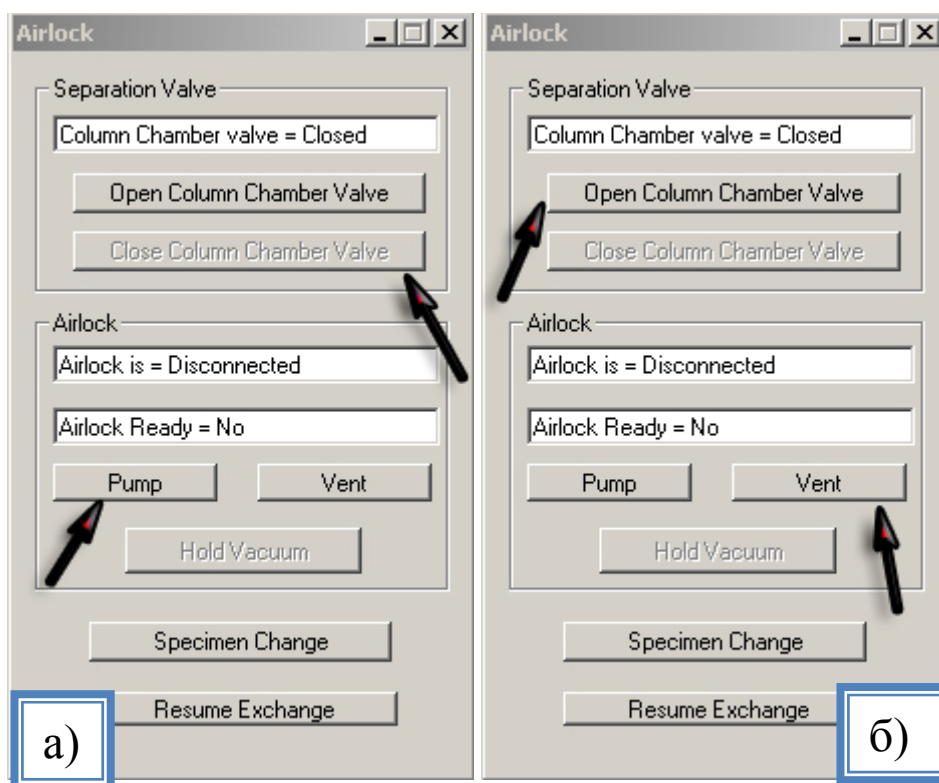 Airlock
Separation Valve
Column Chamber valve = Closed
Open Column Chamber Valve
Close Column Chamber Valve
Airlock
Airlock is = Disconnected
Airlock Ready = No
Pump Vent
Hold Vacuum
Specimen Change
Resume Exchange
а)
Airlock
Separation Valve
Column Chamber valve = Closed
Open Column Chamber Valve
Close Column Chamber Valve
Airlock
Airlock is = Disconnected
Airlock Ready = No
Pump Vent
Hold Vacuum
Specimen Change
Resume Exchange
б)